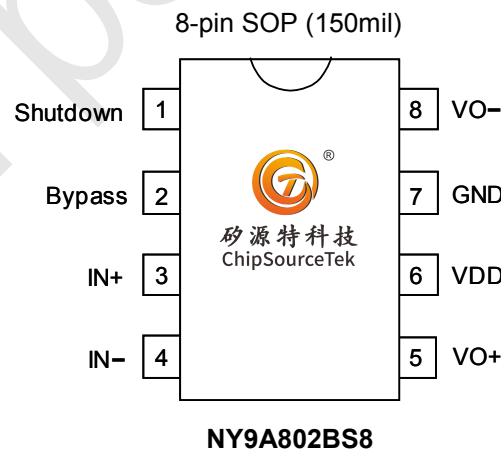 8-pin SOP (150mil)
Shutdown 1 8 VO–
Bypass 2 7 GND
IN+ 3 6 VDD
IN– 4 5 VO+
®
矽源特科技
ChipSourceTek
NY9A802BS8